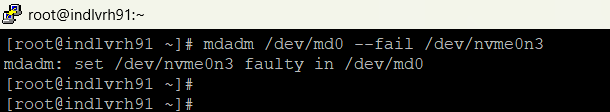 root@indlvrh91:~
[root@indlvrh91 ~]# mdadm /dev/md0 --fail /dev/nvme0n3
mdadm: set /dev/nvme0n3 faulty in /dev/md0
[root@indlvrh91 ~]#
[root@indlvrh91 ~]#